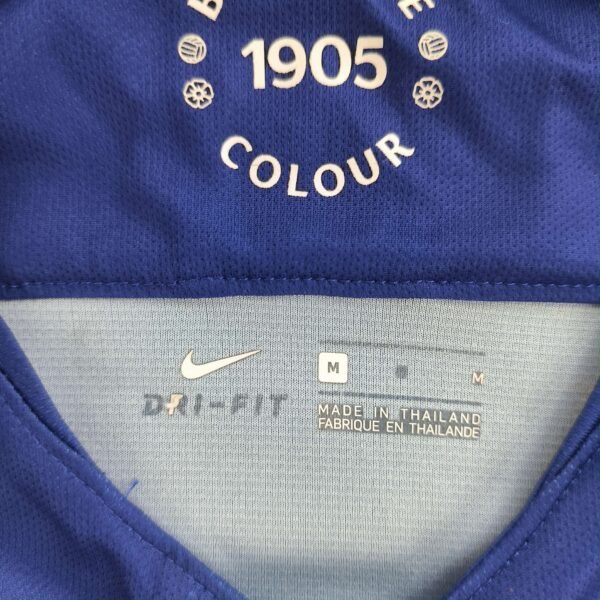 1905
COLOUR
DRI-FIT
M
M
MADE IN THAILAND
FABRIQUE EN THAILANDE